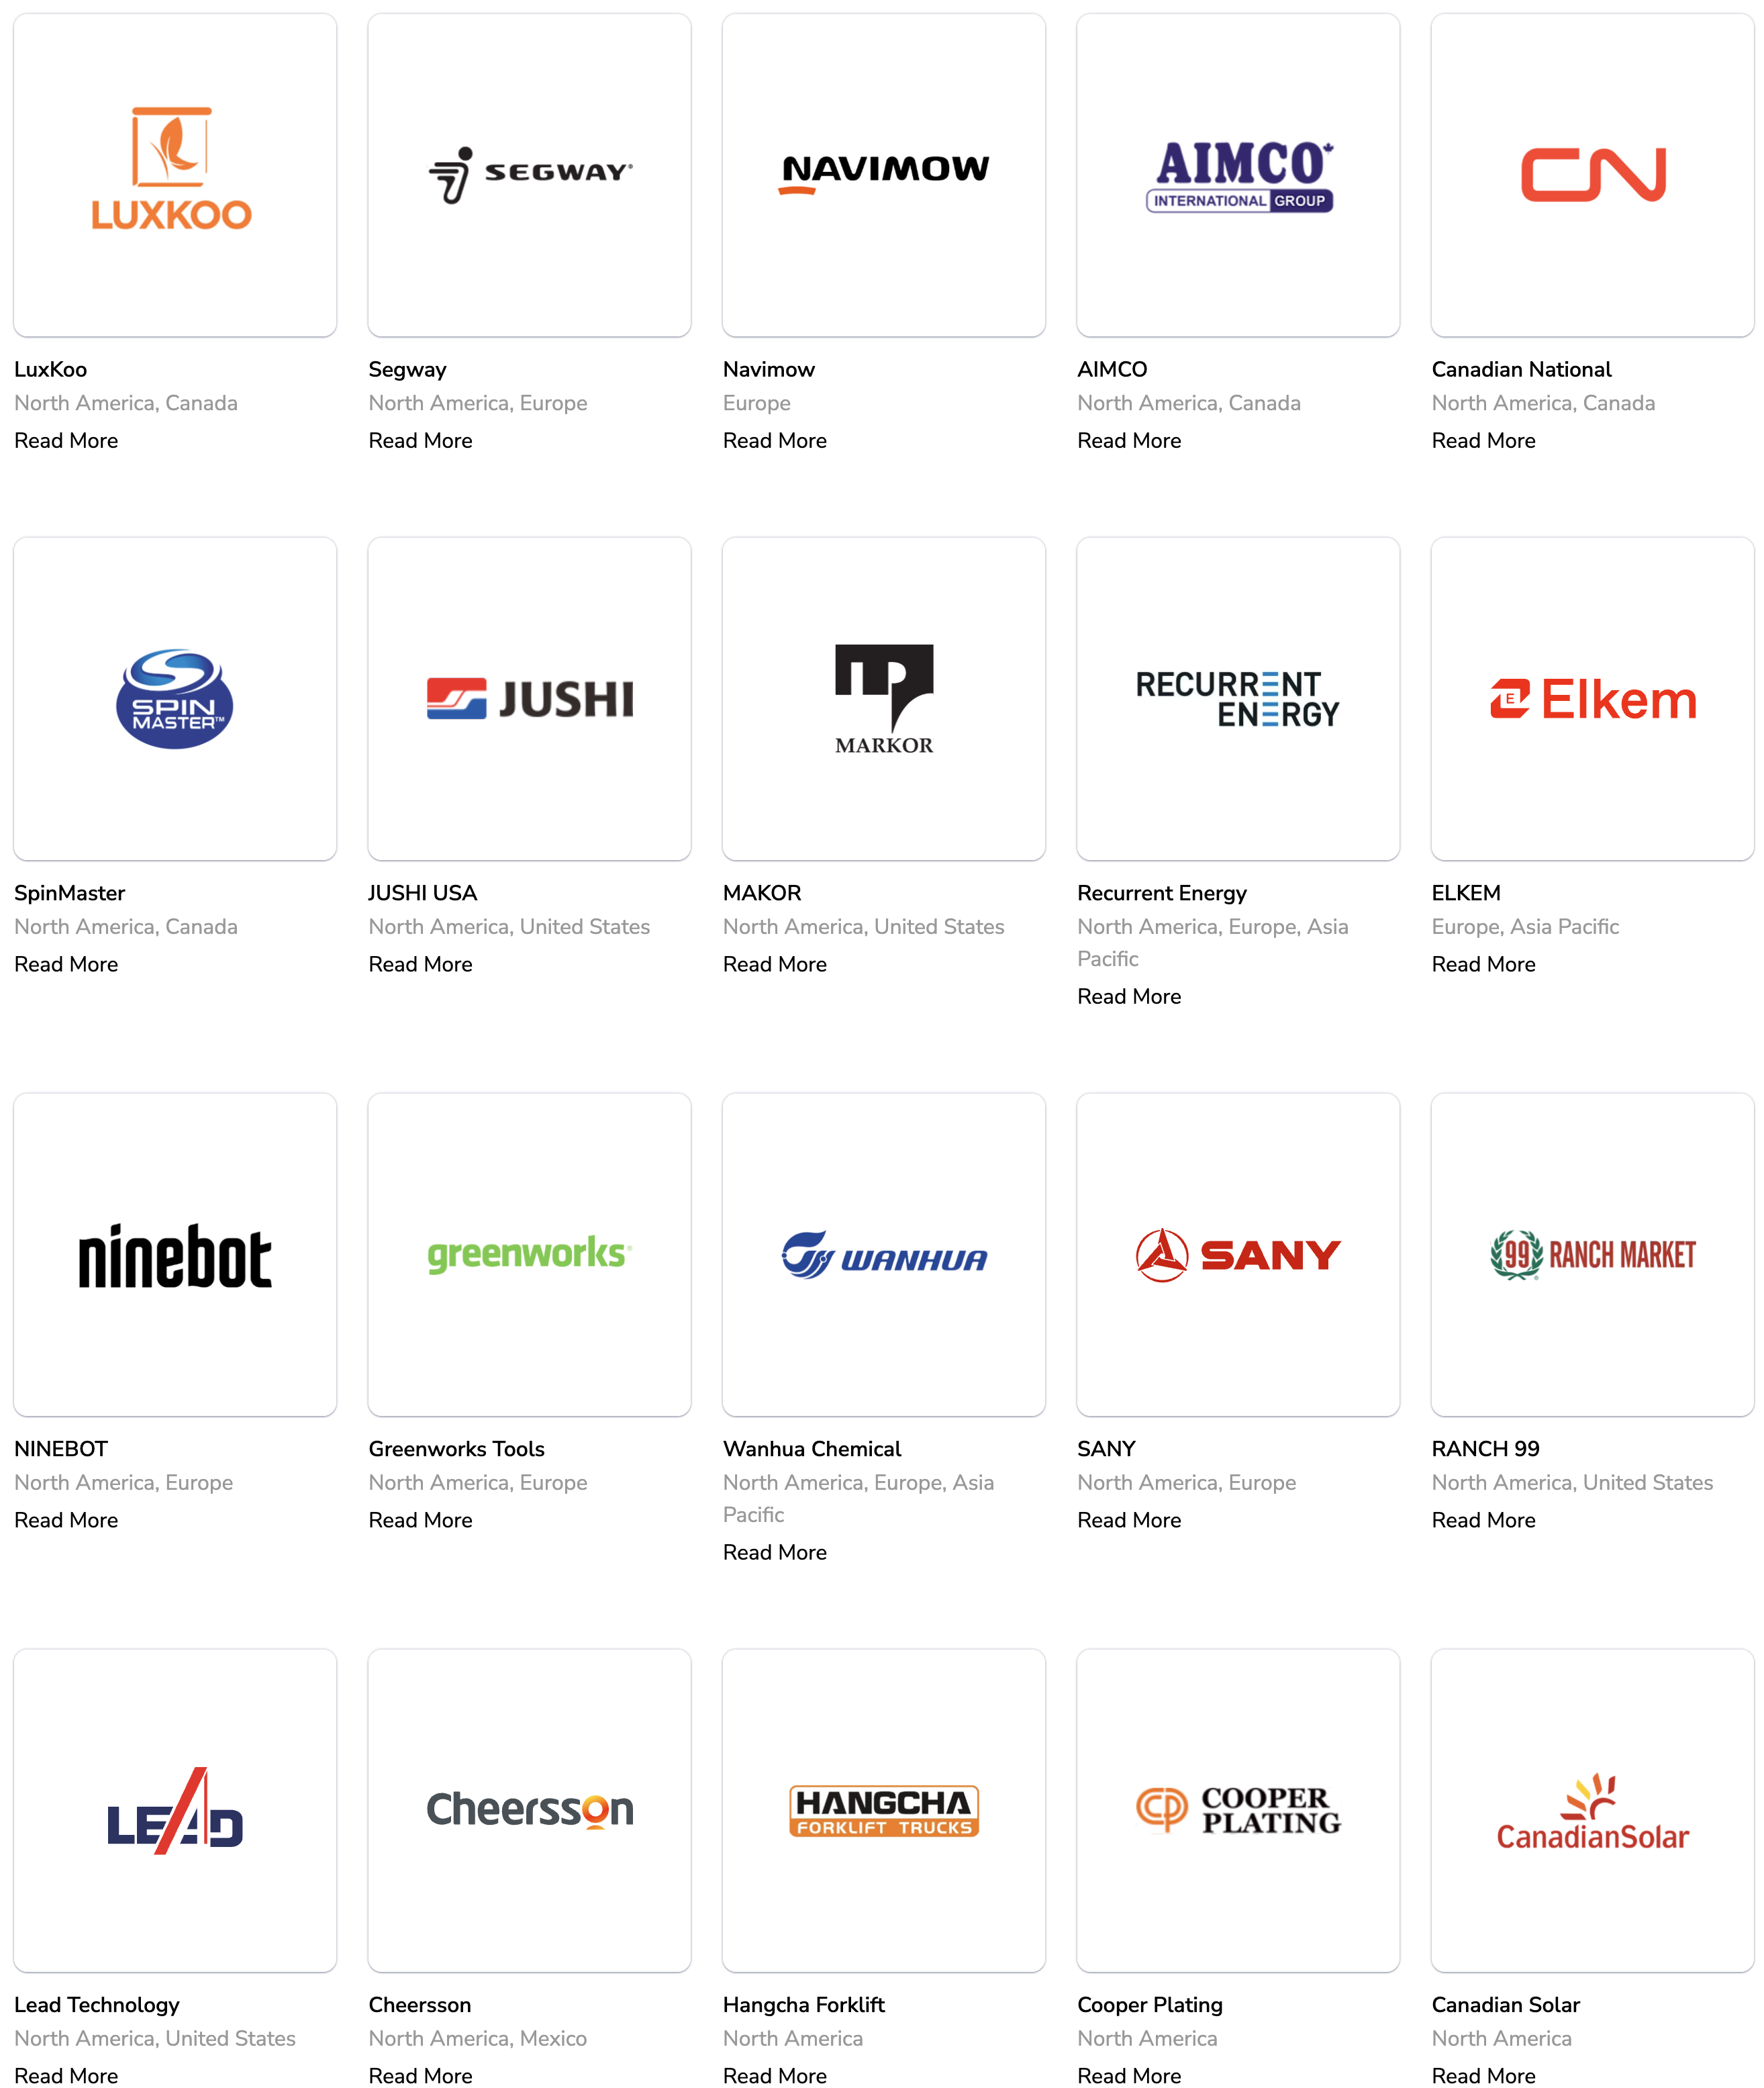 LUXKOO
SEGWAY®
NAVIMOW
AIMCO
INTERNATIONAL GROUP
CN
LuxKoo
North America, Canada
Read More
Segway
North America, Europe
Read More
Navimow
Europe
Read More
AIMCO
North America, Canada
Read More
Canadian National
North America, Canada
Read More
SPIN
MASTER™
JUSHI
MARKOR
RECURRENT
ENERGY
E Elkem
SpinMaster
North America, Canada
Read More
JUSHI USA
North America, United States
Read More
MAKOR
North America, United States
Read More
Recurrent Energy
North America, Europe, Asia
Pacific
Read More
ELKEM
Europe, Asia Pacific
Read More
ninebot
greenworks®
WANHUA
SANY
99® RANCH MARKET
NINEBOT
North America, Europe
Read More
Greenworks Tools
North America, Europe
Read More
Wanhua Chemical
North America, Europe, Asia
Pacific
Read More
SANY
North America, Europe
Read More
RANCH 99
North America, United States
Read More
LEAD
Cheersson
HANGCHA
FORKLIFT TRUCKS
CP COOPER
PLATING
CanadianSolar
Lead Technology
North America, United States
Read More
Cheersson
North America, Mexico
Read More
Hangcha Forklift
North America
Read More
Cooper Plating
North America
Read More
Canadian Solar
North America
Read More